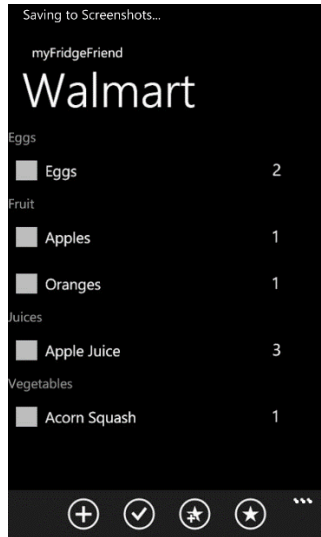 Saving to Screenshots...
myFridgeFriend
Walmart
Eggs
Eggs 2
Fruit
Apples 1
Oranges 1
Juices
Apple Juice 3
Vegetables
Acorn Squash 1